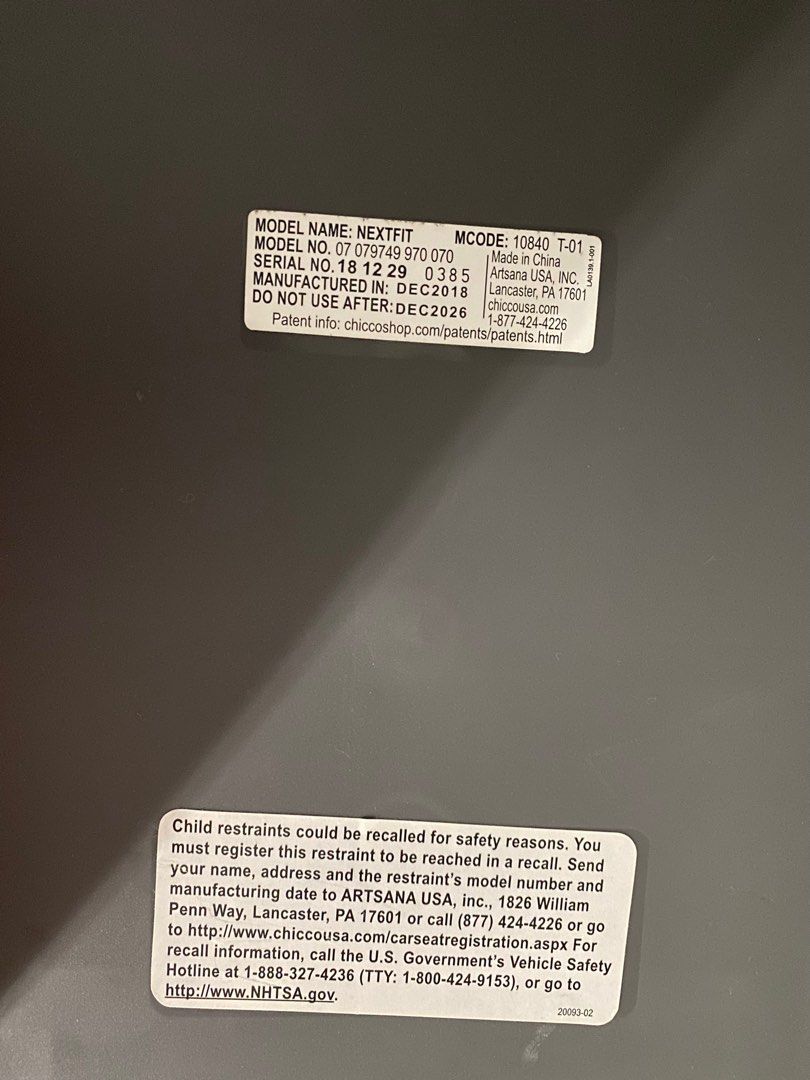 MODEL NAME: NEXTFIT MCODE: 10840 T-01
MODEL NO. 07 079749 970 070
SERIAL NO. 18 12 29 0385
MANUFACTURED IN: DEC2018
DO NOT USE AFTER: DEC2026
Made in China
Artsana USA, INC.
Lancaster, PA 17601
chiccousa.com
1-877-424-4226
Patent info: chiccoshop.com/patents/patents.html
LA0139.1-001
Child restraints could be recalled for safety reasons. You
must register this restraint to be reached in a recall. Send
your name, address and the restraint's model number and
manufacturing date to ARTSANA USA, inc., 1826 William
Penn Way, Lancaster, PA 17601 or call (877) 424-4226 or go
to http://www.chiccousa.com/carseatregistration.aspx For
recall information, call the U.S. Government's Vehicle Safety
Hotline at 1-888-327-4236 (TTY: 1-800-424-9153), or go to
http://www.NHTSA.gov.
20093-02